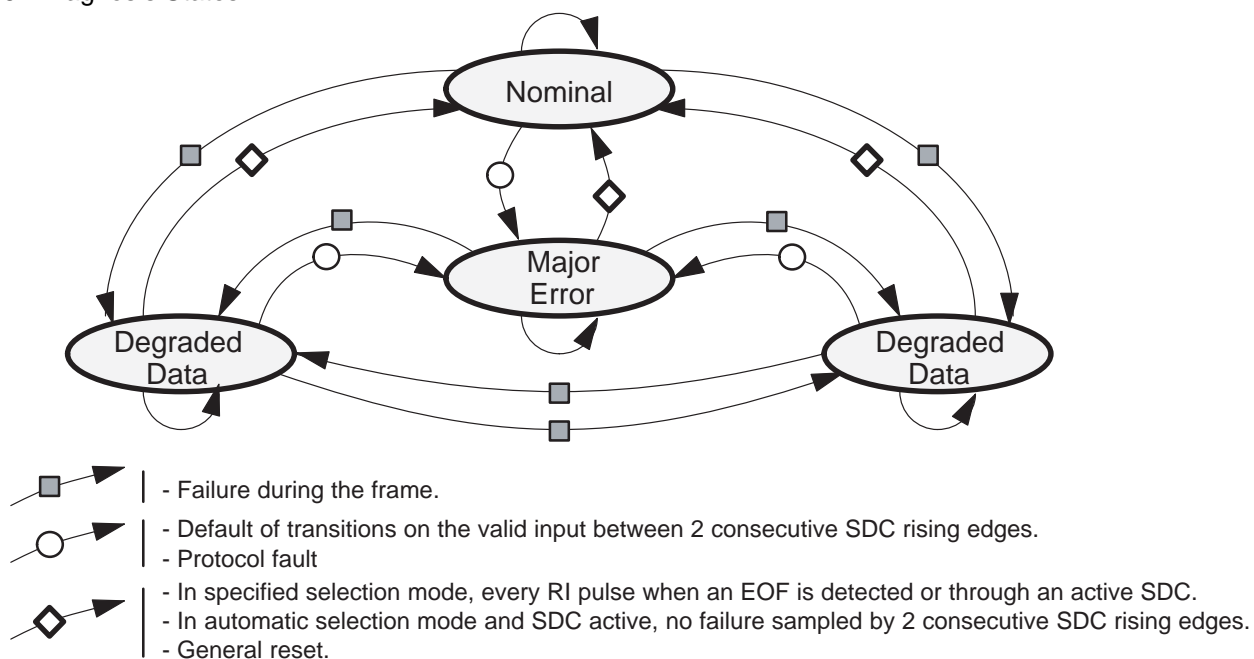 Nominal
Major
Error
Degraded
Data
Degraded
Data
- Failure during the frame.
- Default of transitions on the valid input between 2 consecutive SDC rising edges.
- Protocol fault
- In specified selection mode, every RI pulse when an EOF is detected or through an active SDC.
- In automatic selection mode and SDC active, no failure sampled by 2 consecutive SDC rising edges.
- General reset.